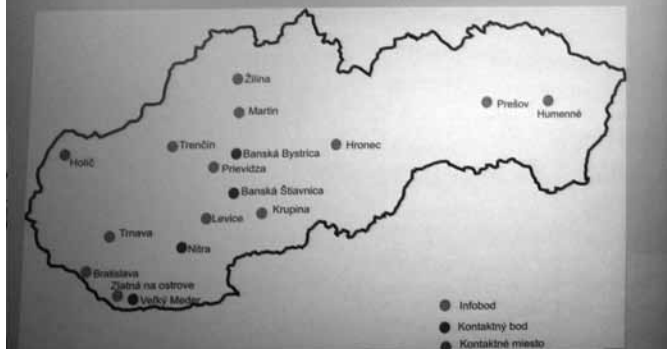 Žilina
Martin
Prešov
Humenné
Trenčín
Hronec
Holíč
Banská Bystrica
Prievidza
Banská Štiavnica
Krupina
Levice
Trnava
Nitra
Bratislava
Zlatná na ostrove
Veľký Meder
Infobod
Kontaktný bod
Kontaktné miesto